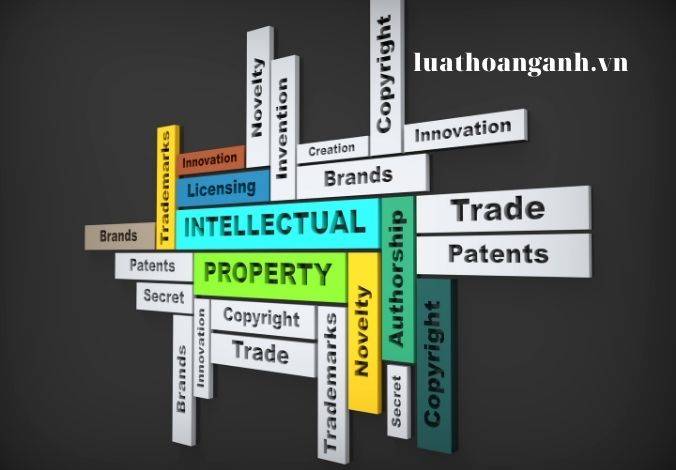 luathoanganh.vn
Novelty
Copyright
Invention
Trademarks
Innovation
Creation
Innovation
Licensing
Brands
INTELLECTUAL
Trade
Brands
Authorship
Patents
Patents
PROPERTY
Secret
Novelty
Copyright
Copyright
Innovation
Trade
Trademarks
Brands
Secret